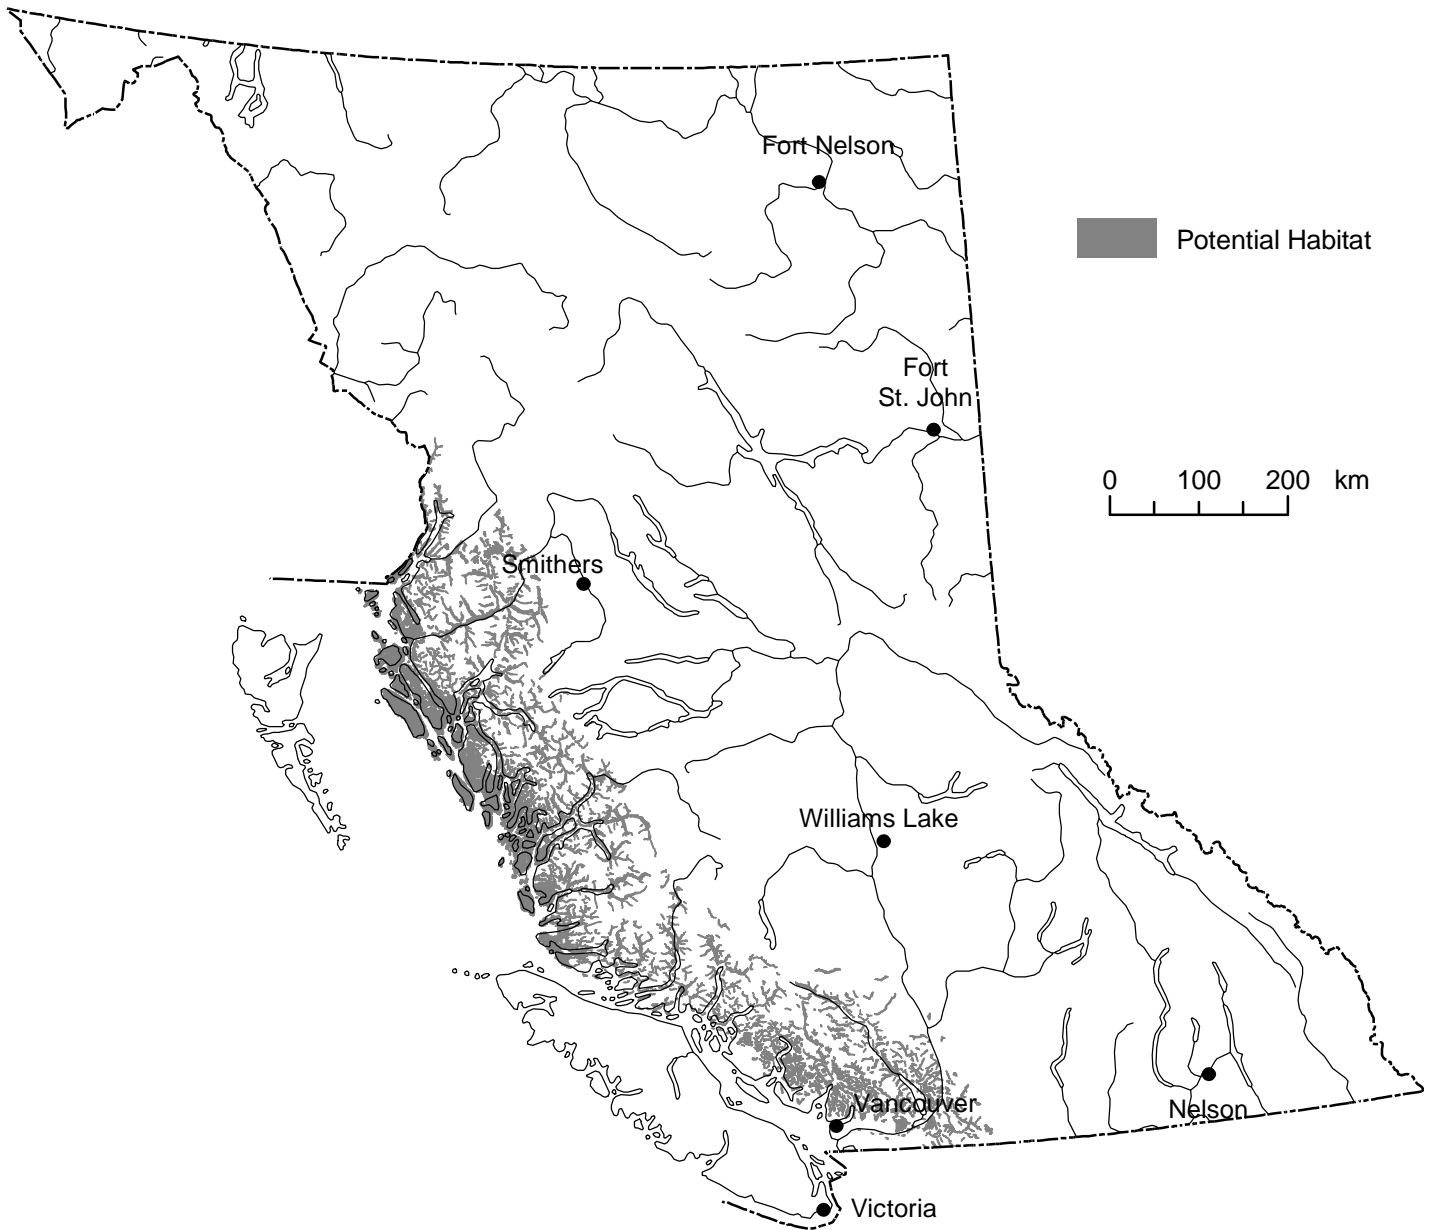 Fort Nelson
Potential Habitat
Fort
St. John
0 100 200 km
Smithers
Williams Lake
Vancouver
Nelson
Victoria